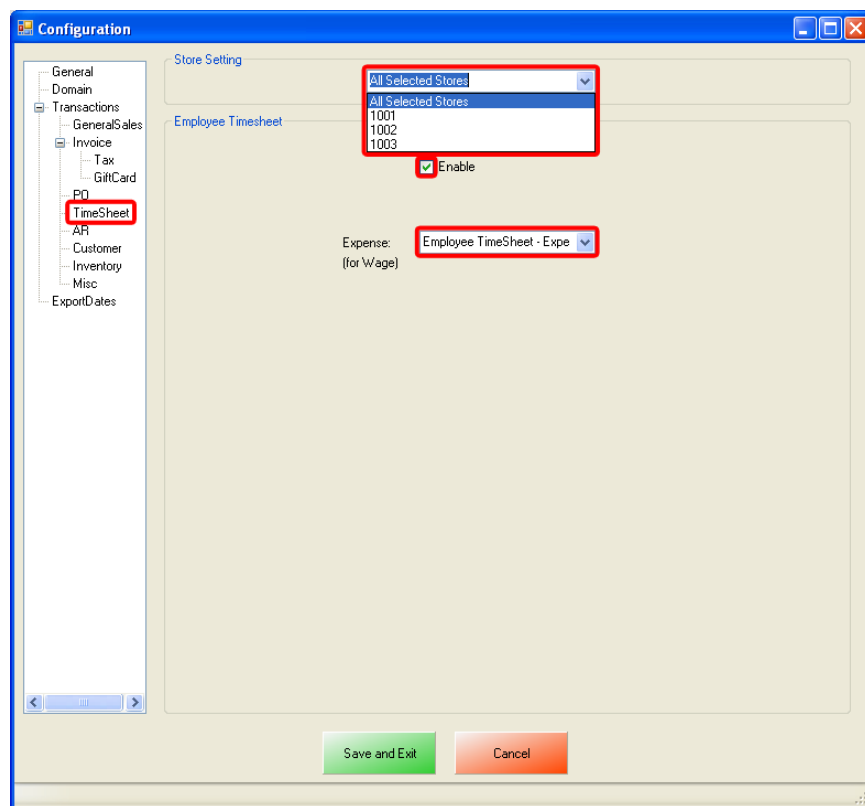 Configuration
General
Domain
Transactions
GeneralSales
Invoice
Tax
GiftCard
PO
TimeSheet
AR
Customer
Inventory
Misc
ExportDates
Store Setting
All Selected Stores
All Selected Stores
1001
1002
1003
Employee Timesheet
Enable
Expense: Employee TimeSheet - Expe
(for Wage)
Save and Exit Cancel